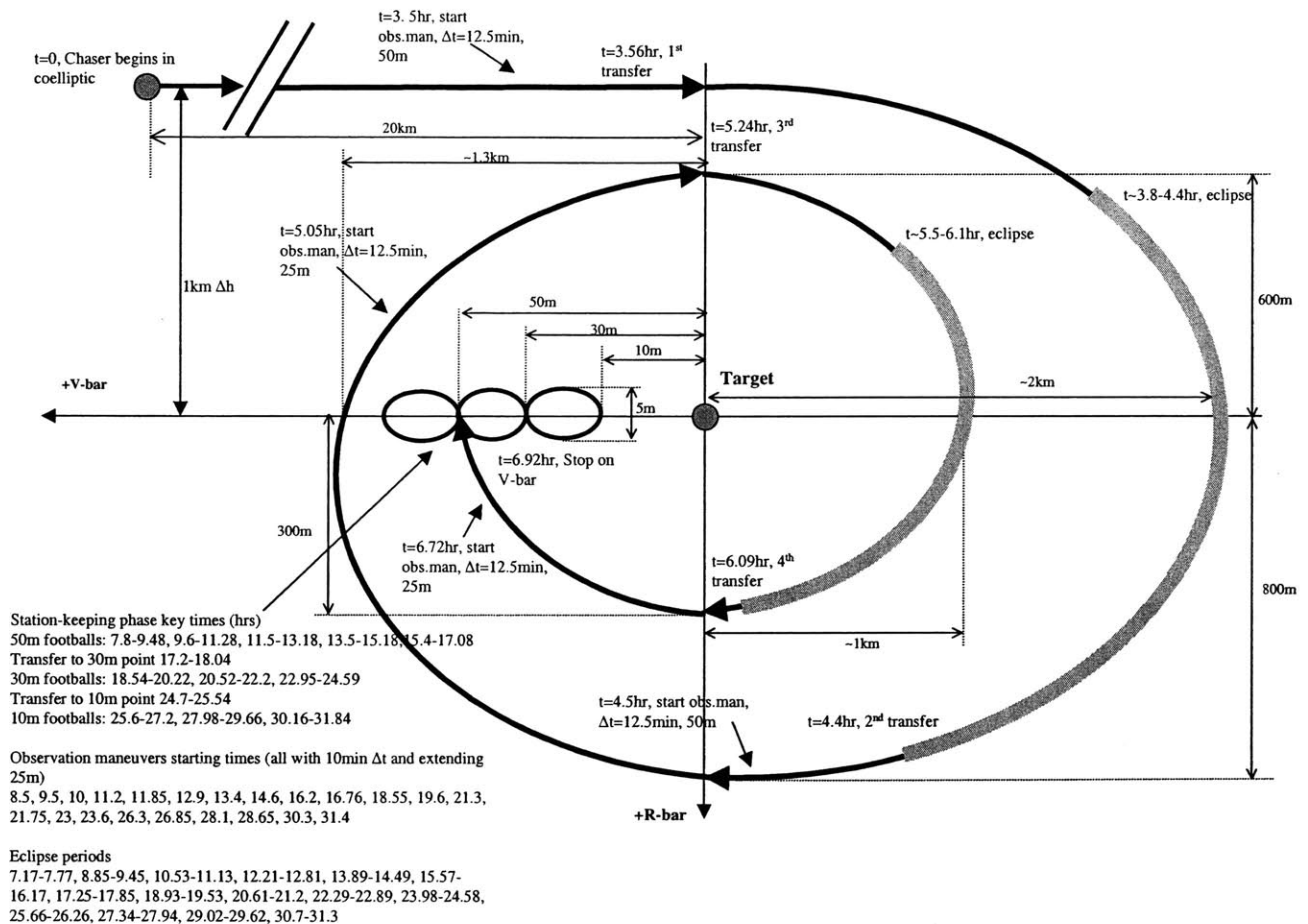 t=3. 5hr, start
obs.man, Δt=12.5min,
50m
t=0, Chaser begins in
coelliptic
t=3.56hr, 1st
transfer
20km
t=5.24hr, 3rd
transfer
~1.3km
t~3.8-4.4hr, eclipse
t=5.05hr, start
obs.man, Δt=12.5min,
25m
t~5.5-6.1hr, eclipse
1km Δh
50m
600m
30m
10m
+V-bar
Target
~2km
5m
t=6.92hr, Stop on
V-bar
300m
t=6.72hr, start
obs.man, Δt=12.5min,
25m
t=6.09hr, 4th
transfer
800m
~1km
Station-keeping phase key times (hrs)
50m footballs: 7.8-9.48, 9.6-11.28, 11.5-13.18, 13.5-15.18,15.4-17.08
Transfer to 30m point 17.2-18.04
30m footballs: 18.54-20.22, 20.52-22.2, 22.95-24.59
Transfer to 10m point 24.7-25.54
10m footballs: 25.6-27.2, 27.98-29.66, 30.16-31.84
t=4.5hr, start obs.man,
Δt=12.5min, 50m
t=4.4hr, 2nd transfer
Observation maneuvers starting times (all with 10min Δt and extending
25m)
8.5, 9.5, 10, 11.2, 11.85, 12.9, 13.4, 14.6, 16.2, 16.76, 18.55, 19.6, 21.3,
21.75, 23, 23.6, 26.3, 26.85, 28.1, 28.65, 30.3, 31.4
+R-bar
Eclipse periods
7.17-7.77, 8.85-9.45, 10.53-11.13, 12.21-12.81, 13.89-14.49, 15.57-
16.17, 17.25-17.85, 18.93-19.53, 20.61-21.2, 22.29-22.89, 23.98-24.58,
25.66-26.26, 27.34-27.94, 29.02-29.62, 30.7-31.3